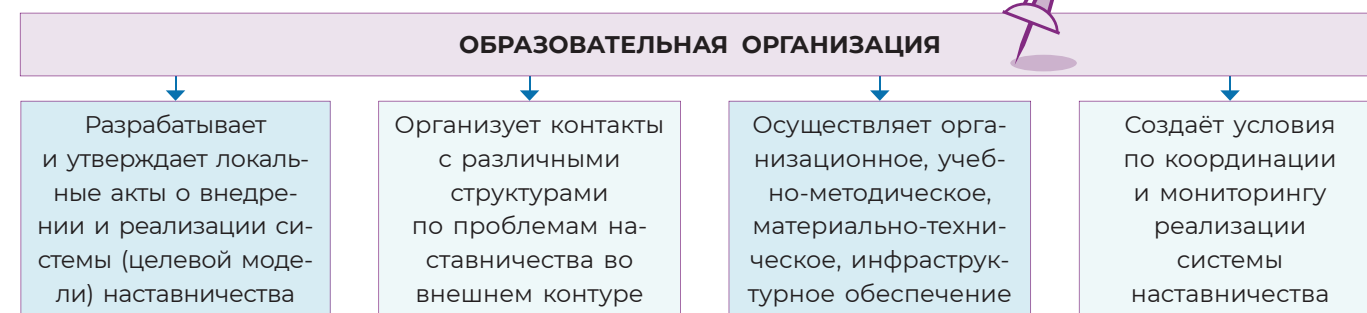 ОБРАЗОВАТЕЛЬНАЯ ОРГАНИЗАЦИЯ
Разрабатывает
и утверждает локаль-
ные акты о внедре-
нии и реализации си-
стемы (целевой моде-
ли) наставничества
Организует контакты
с различными
структурами
по проблемам на-
ставничества во
внешнем контуре
Осуществляет орга-
низационное, учеб-
но-методическое,
материально-техни-
ческое, инфраструк-
турное обеспечение
Создаёт условия
по координации
и мониторингу
реализации
системы
наставничества